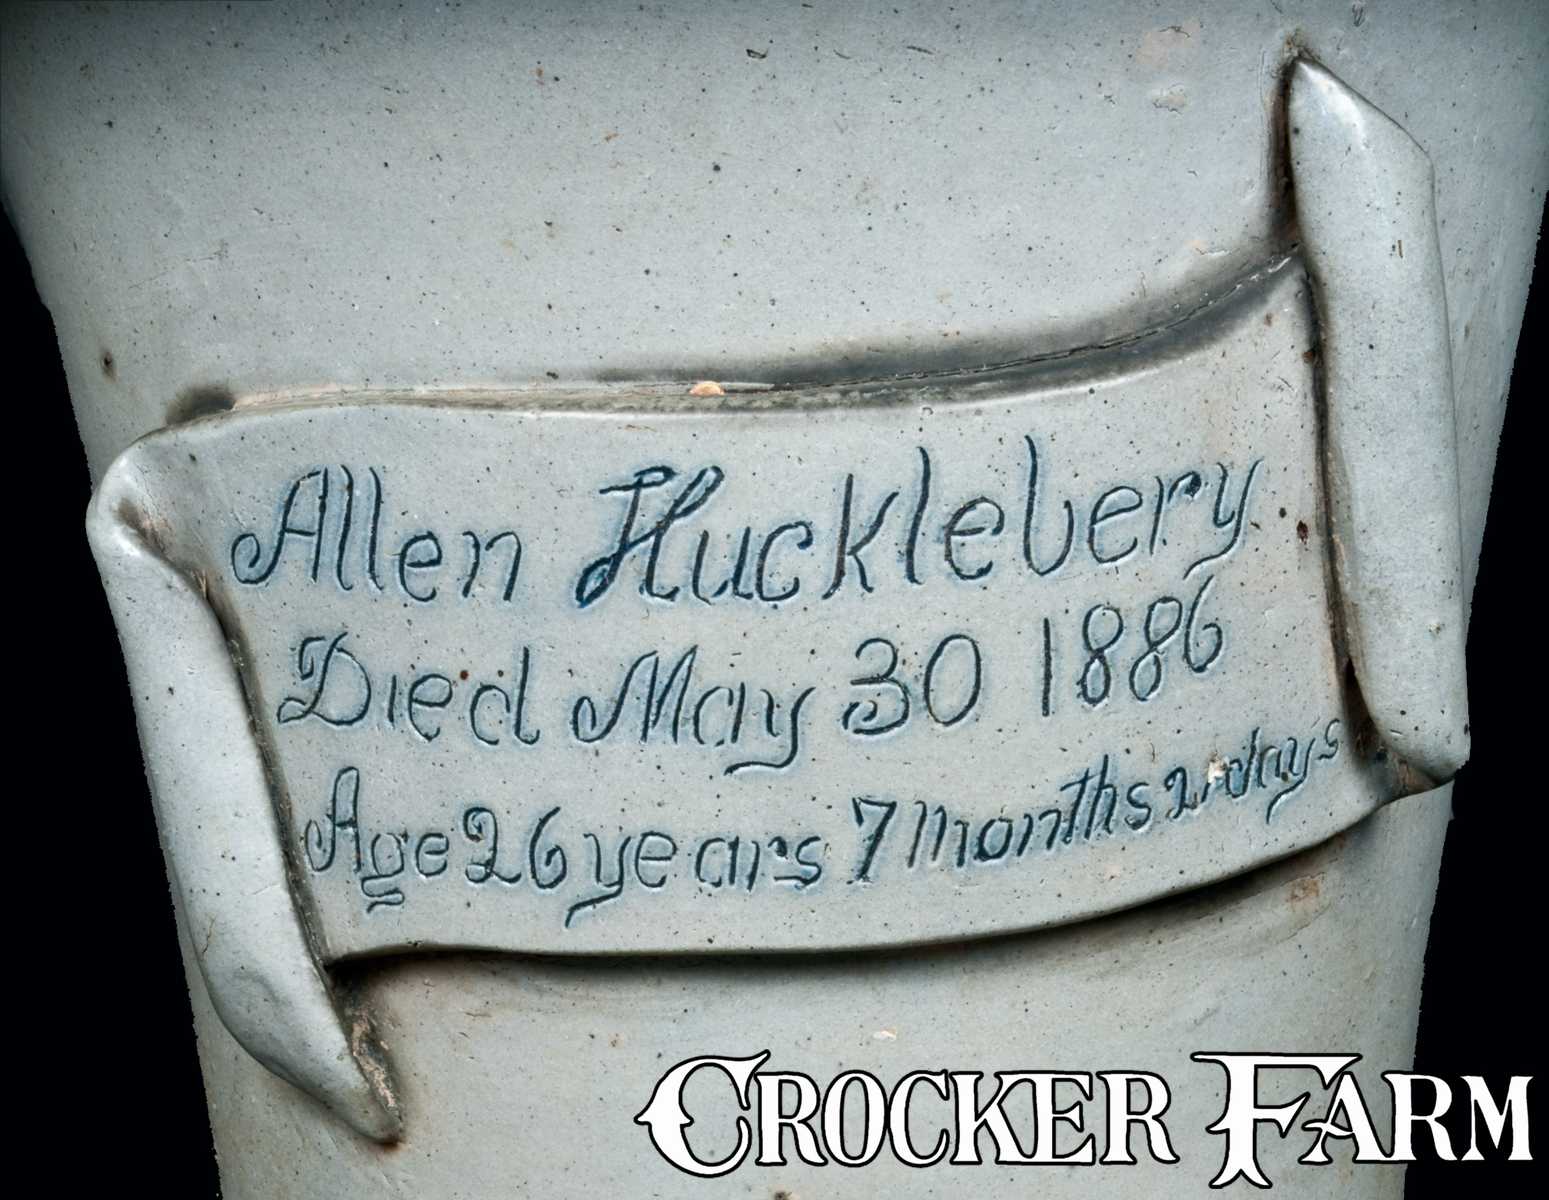 Allen Hucklebery
Died May 30 1886
Age 26 years 7 months 2 days
CROCKER FARM